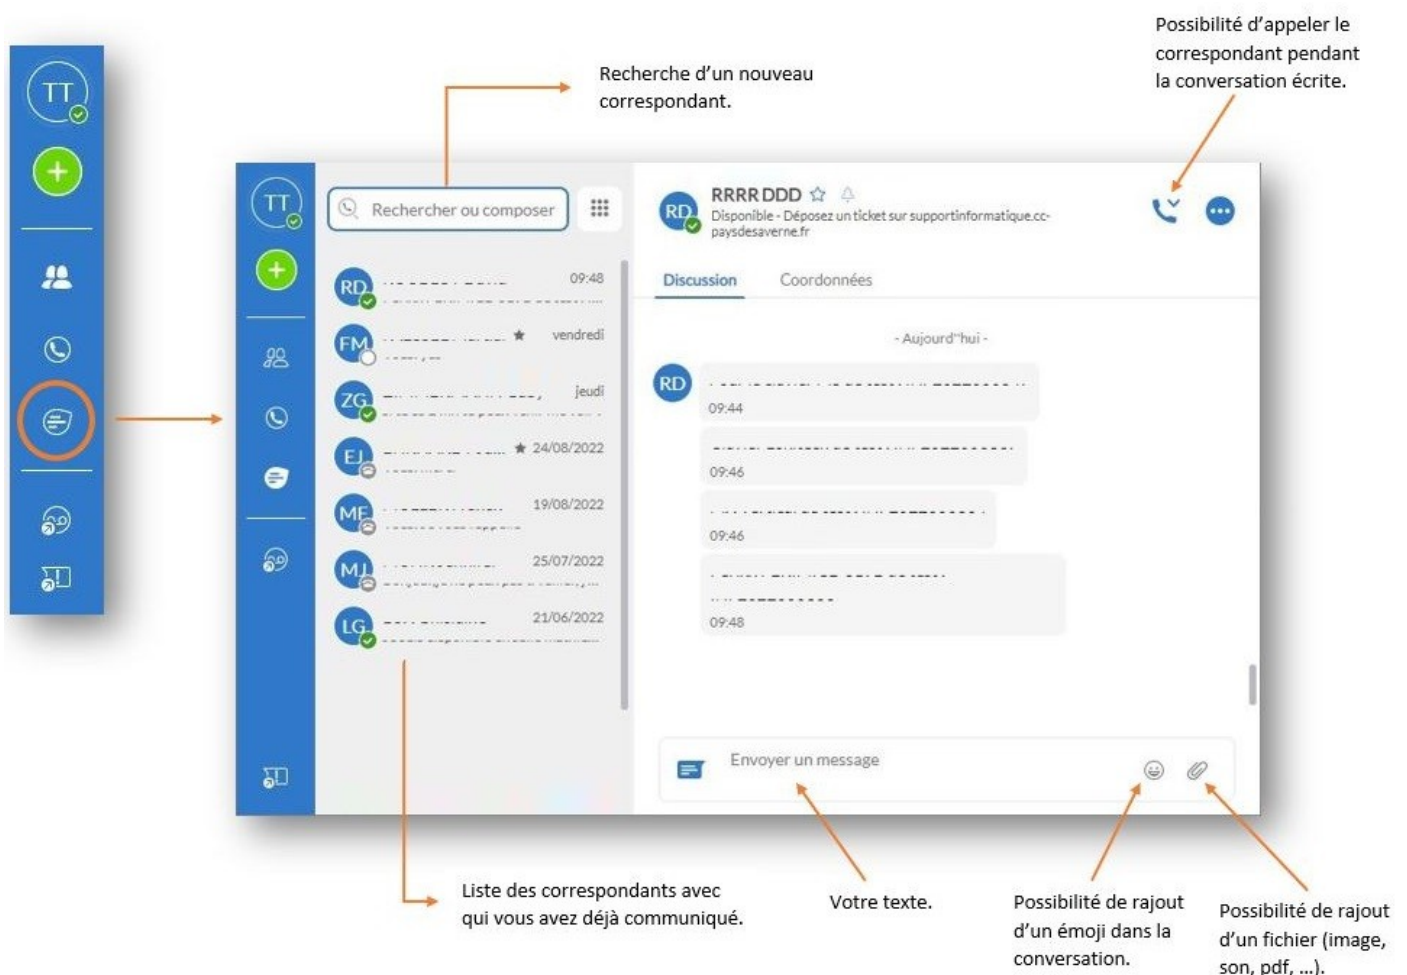 Possibilité d’appeler le
correspondant pendant
la conversation écrite.
Recherche d’un nouveau
correspondant.
TT
TT
Rechercher ou composer
RD
09:48
FM
vendredi
ZG
jeudi
EJ
24/08/2022
MF
19/08/2022
MJ
25/07/2022
LG
21/06/2022
RD
RRRR DDD
Disponible - Déposez un ticket sur supportinformatique.cc-
paysdesaverne.fr
Discussion Coordonnées
- Aujourd''hui -
RD
09:44
09:46
09:46
09:48
Envoyer un message
Liste des correspondants avec
qui vous avez déjà communiqué.
Votre texte.
Possibilité de rajout
d’un émoji dans la
conversation.
Possibilité de rajout
d’un fichier (image,
son, pdf, …).